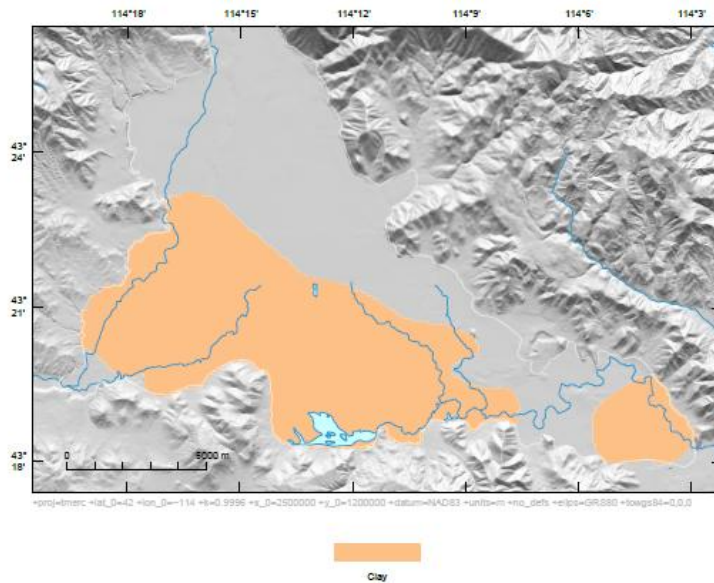 114°18' 114°15' 114°12' 114°9' 114°6' 114°3'
43°
24'
43°
21'
43°
18'
0 5000 m
+proj=tmerc +lat_0=42 +lon_0=-114 +k=0.9996 +x_0=2500000 +y_0=1200000 +datum=NAD83 +units=m +no_defs +ellps=GRS80 +towgs84=0,0,0
Clay